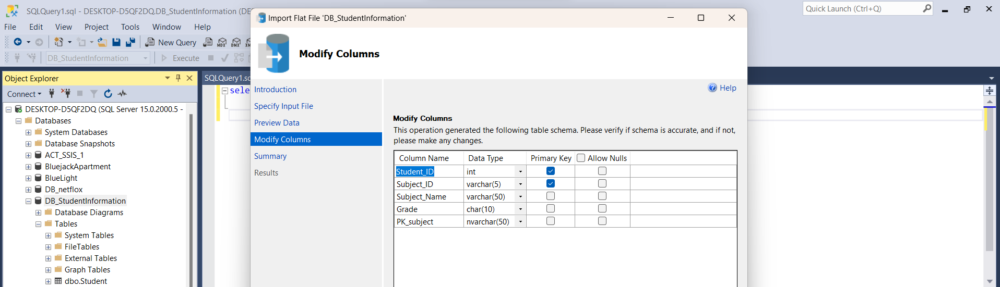 SQLQuery1.sql - DESKTOP-D5QF2DQ.DB_StudentInformation (DE
Quick Launch (Ctrl+Q)
File Edit View Project Tools Window Help
New Query MDX DMX
DB_StudentInformation Execute
Object Explorer
Connect
DESKTOP-D5QF2DQ (SQL Server 15.0.2000.5 -
Databases
System Databases
Database Snapshots
ACT_SSIS_1
BluejackApartment
BlueLight
DB_netflox
DB_StudentInformation
Database Diagrams
Tables
System Tables
FileTables
External Tables
Graph Tables
dbo.Student
SQLQuery1.sq
sele
Import Flat File 'DB_StudentInformation'
Modify Columns
Introduction
Specify Input File
Preview Data
Modify Columns
Summary
Results
Help
Modify Columns
This operation generated the following table schema. Please verify if schema is accurate, and if not,
please make any changes.
Column Name Data Type Primary Key Allow Nulls
Student_ID int
Subject_ID varchar(5)
Subject_Name varchar(50)
Grade char(10)
PK_subject nvarchar(50)